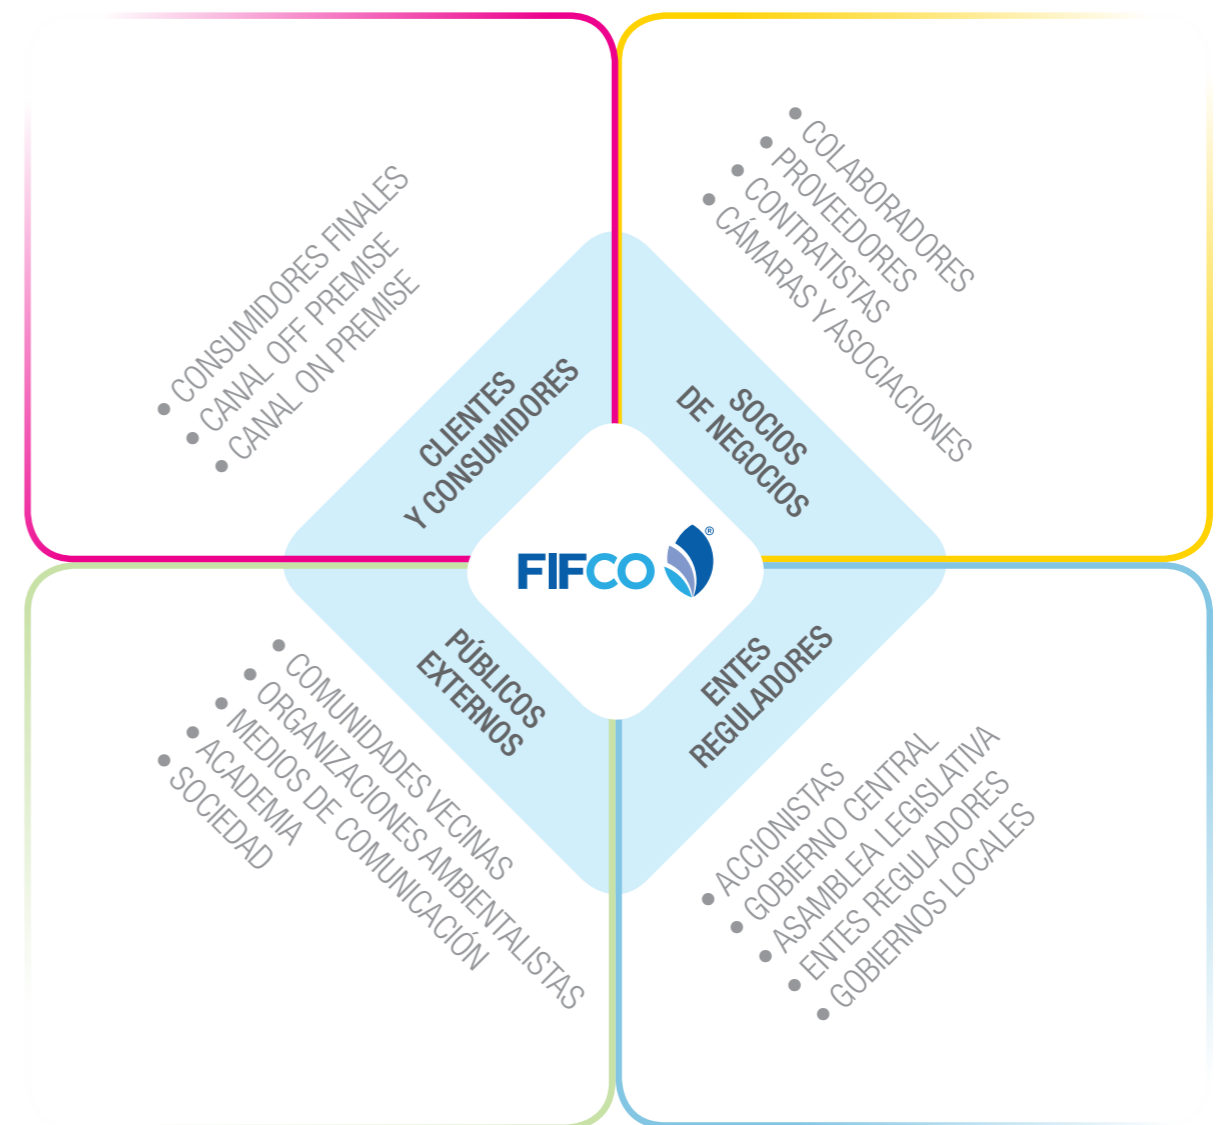 CLIENTES
Y CONSUMIDORES
• CONSUMIDORES FINALES
• CANAL OFF PREMISE
• CANAL ON PREMISE
SOCIOS
DE NEGOCIOS
• COLABORADORES
• PROVEEDORES
• CONTRATISTAS
• CÁMARAS Y ASOCIACIONES
FIFCO®
PÚBLICOS
EXTERNOS
• COMUNIDADES VECINAS
• ORGANIZACIONES AMBIENTALISTAS
• MEDIOS DE COMUNICACIÓN
• ACADEMIA
• SOCIEDAD
ENTES
REGULADORES
• ACCIONISTAS
• GOBIERNO CENTRAL
• ASAMBLEA LEGISLATIVA
• ENTES REGULADORES
• GOBIERNOS LOCALES